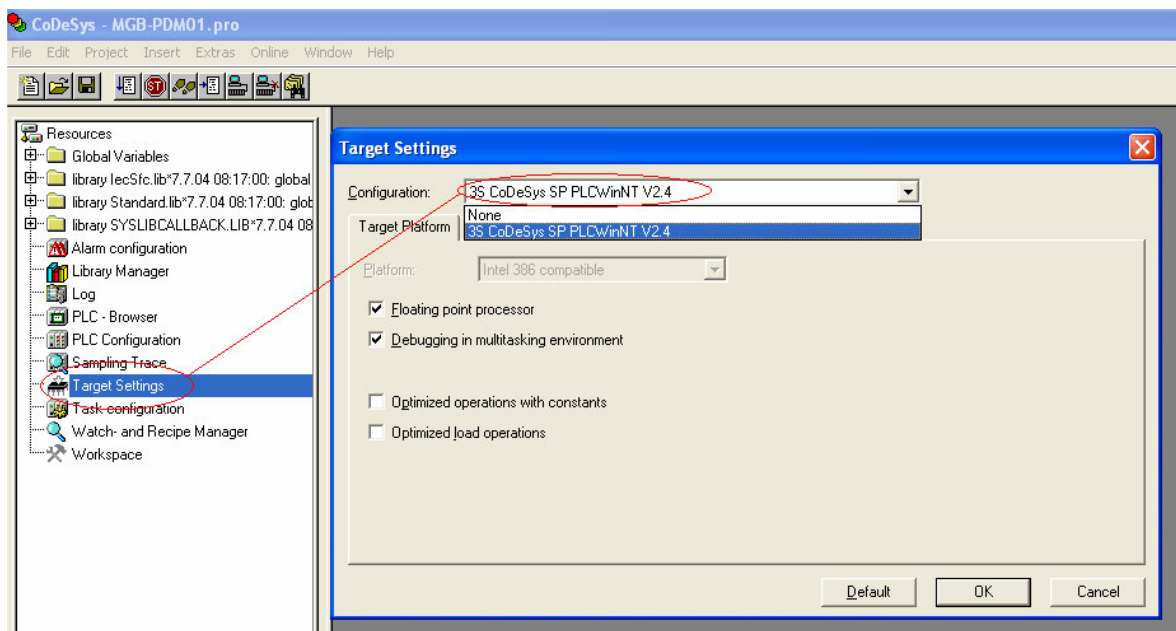 CoDeSys - MGB-PDM01.pro
File Edit Project Insert Extras Online Window Help
Resources
Global Variables
library IecSfc.lib*7.7.04 08:17:00: global
library Standard.lib*7.7.04 08:17:00: glob
library SYSLIBCALLBACK.LIB*7.7.04 08
Alarm configuration
Library Manager
Log
PLC - Browser
PLC Configuration
Sampling Trace
Target Settings
Task configuration
Watch- and Recipe Manager
Workspace
Target Settings
Configuration: 3S CoDeSys SP PLCWinNT V2.4
None
3S CoDeSys SP PLCWinNT V2.4
Target Platform
Platform: Intel 386 compatible
Floating point processor
Debugging in multitasking environment
Optimized operations with constants
Optimized load operations
Default OK Cancel